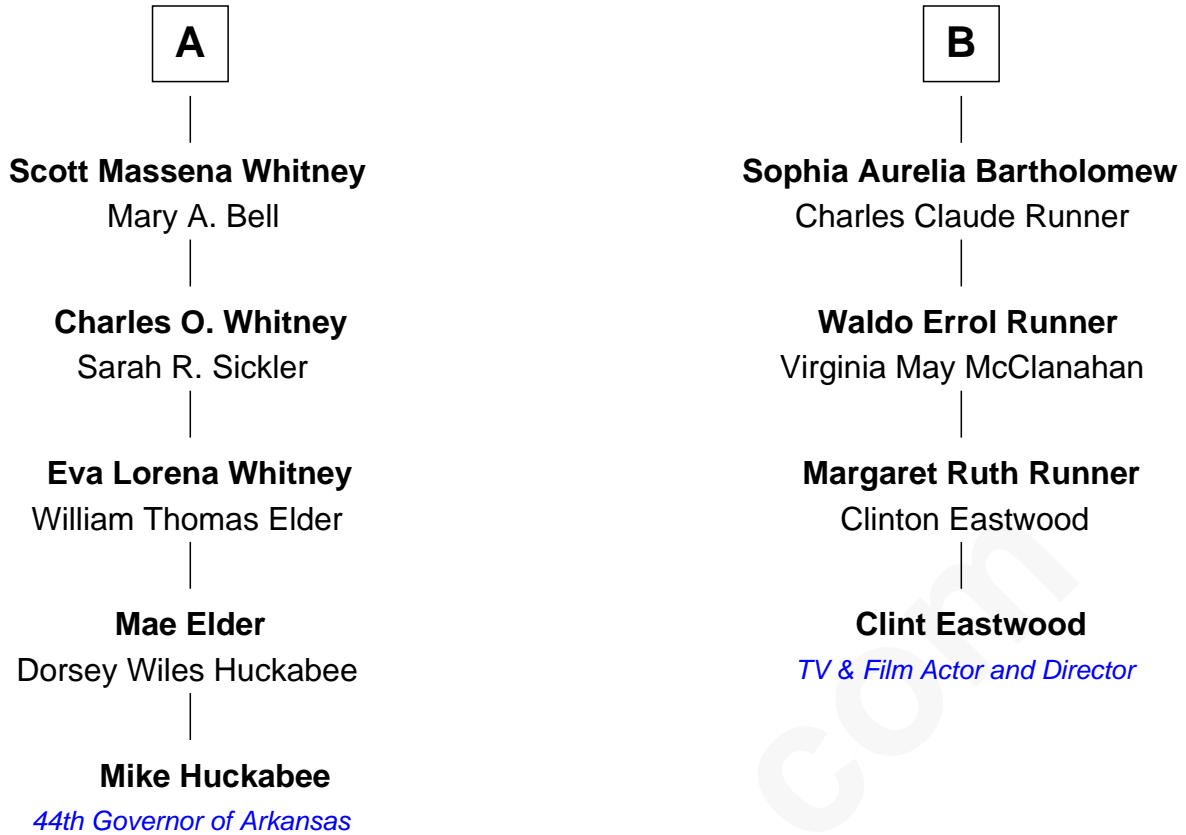 A
Scott Massena Whitney
Mary A. Bell
Charles O. Whitney
Sarah R. Sickler
Eva Lorena Whitney
William Thomas Elder
Mae Elder
Dorsey Wiles Huckabee
Mike Huckabee
44th Governor of Arkansas
B
Sophia Aurelia Bartholomew
Charles Claude Runner
Waldo Errol Runner
Virginia May McClanahan
Margaret Ruth Runner
Clinton Eastwood
Clint Eastwood
TV & Film Actor and Director
com